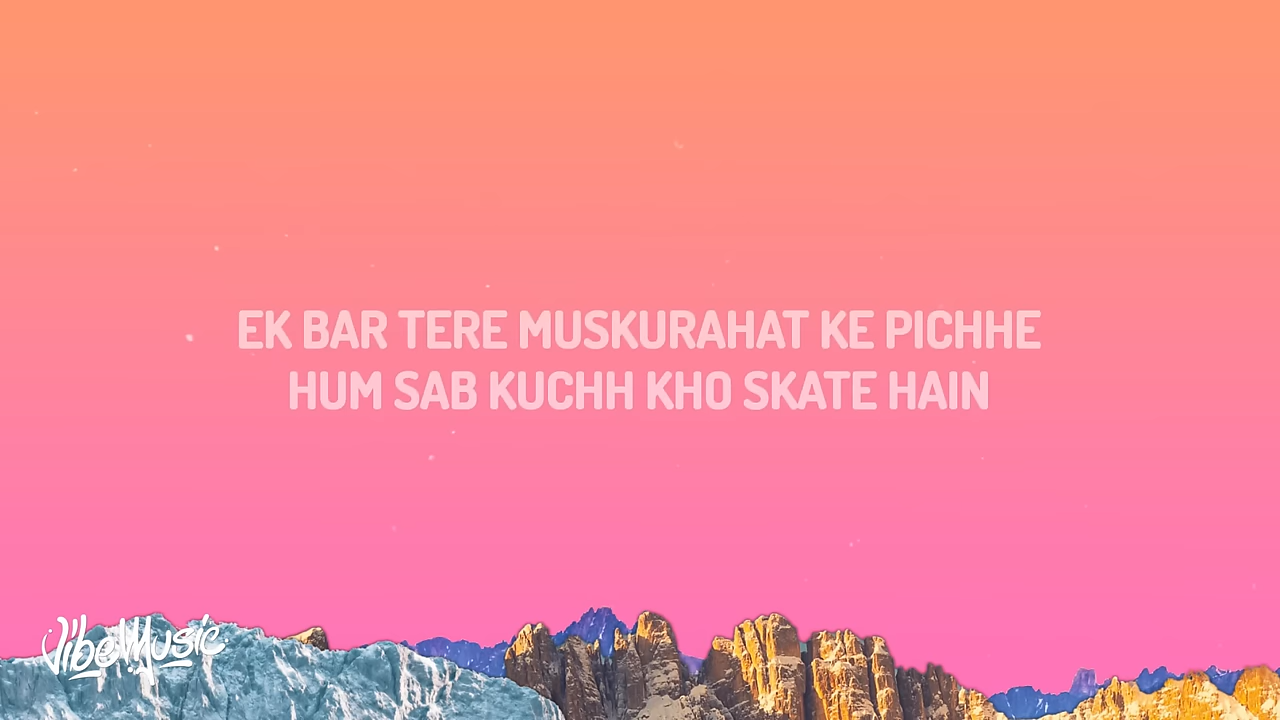 EK BAR TERE MUSKURAHAT KE PICHHE
HUM SAB KUCHH KHO SKATE HAIN
VibeMusic